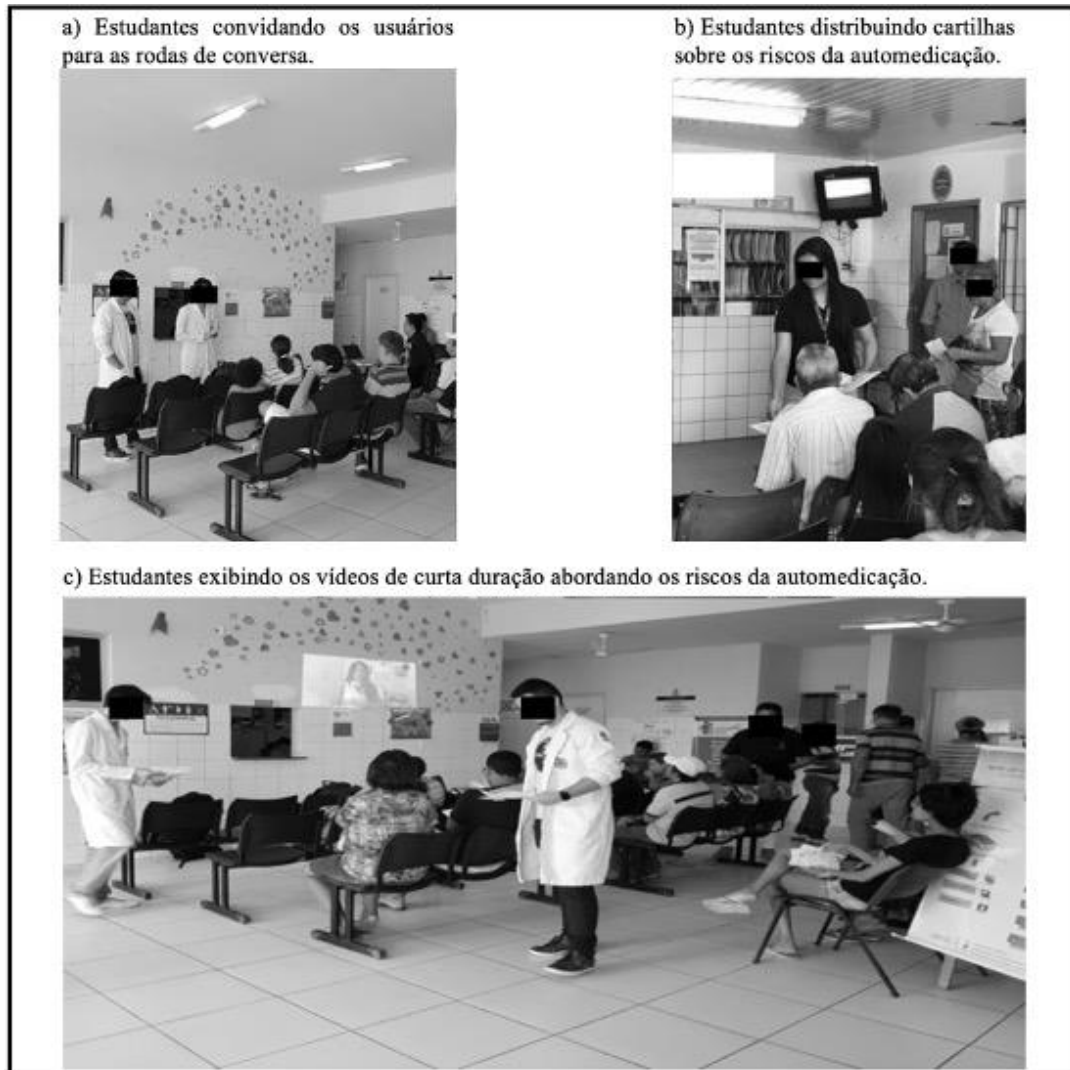 a) Estudantes convidando os usuários
para as rodas de conversa.
b) Estudantes distribuindo cartilhas
sobre os riscos da automedicação.
c) Estudantes exibindo os vídeos de curta duração abordando os riscos da automedicação.